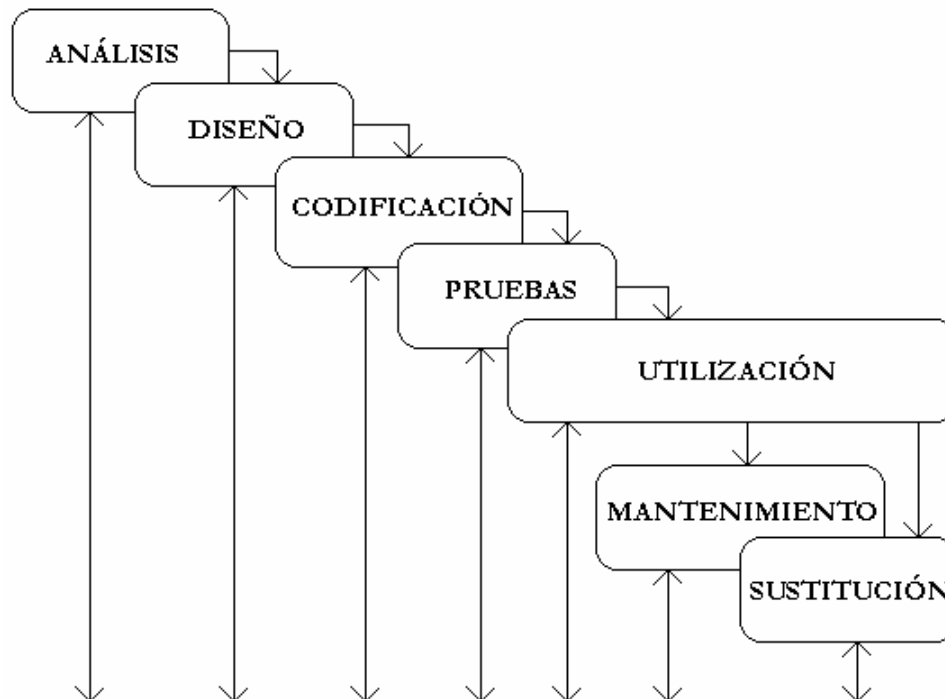 ANÁLISIS
DISEÑO
CODIFICACIÓN
PRUEBAS
UTILIZACIÓN
MANTENIMIENTO
SUSTITUCIÓN